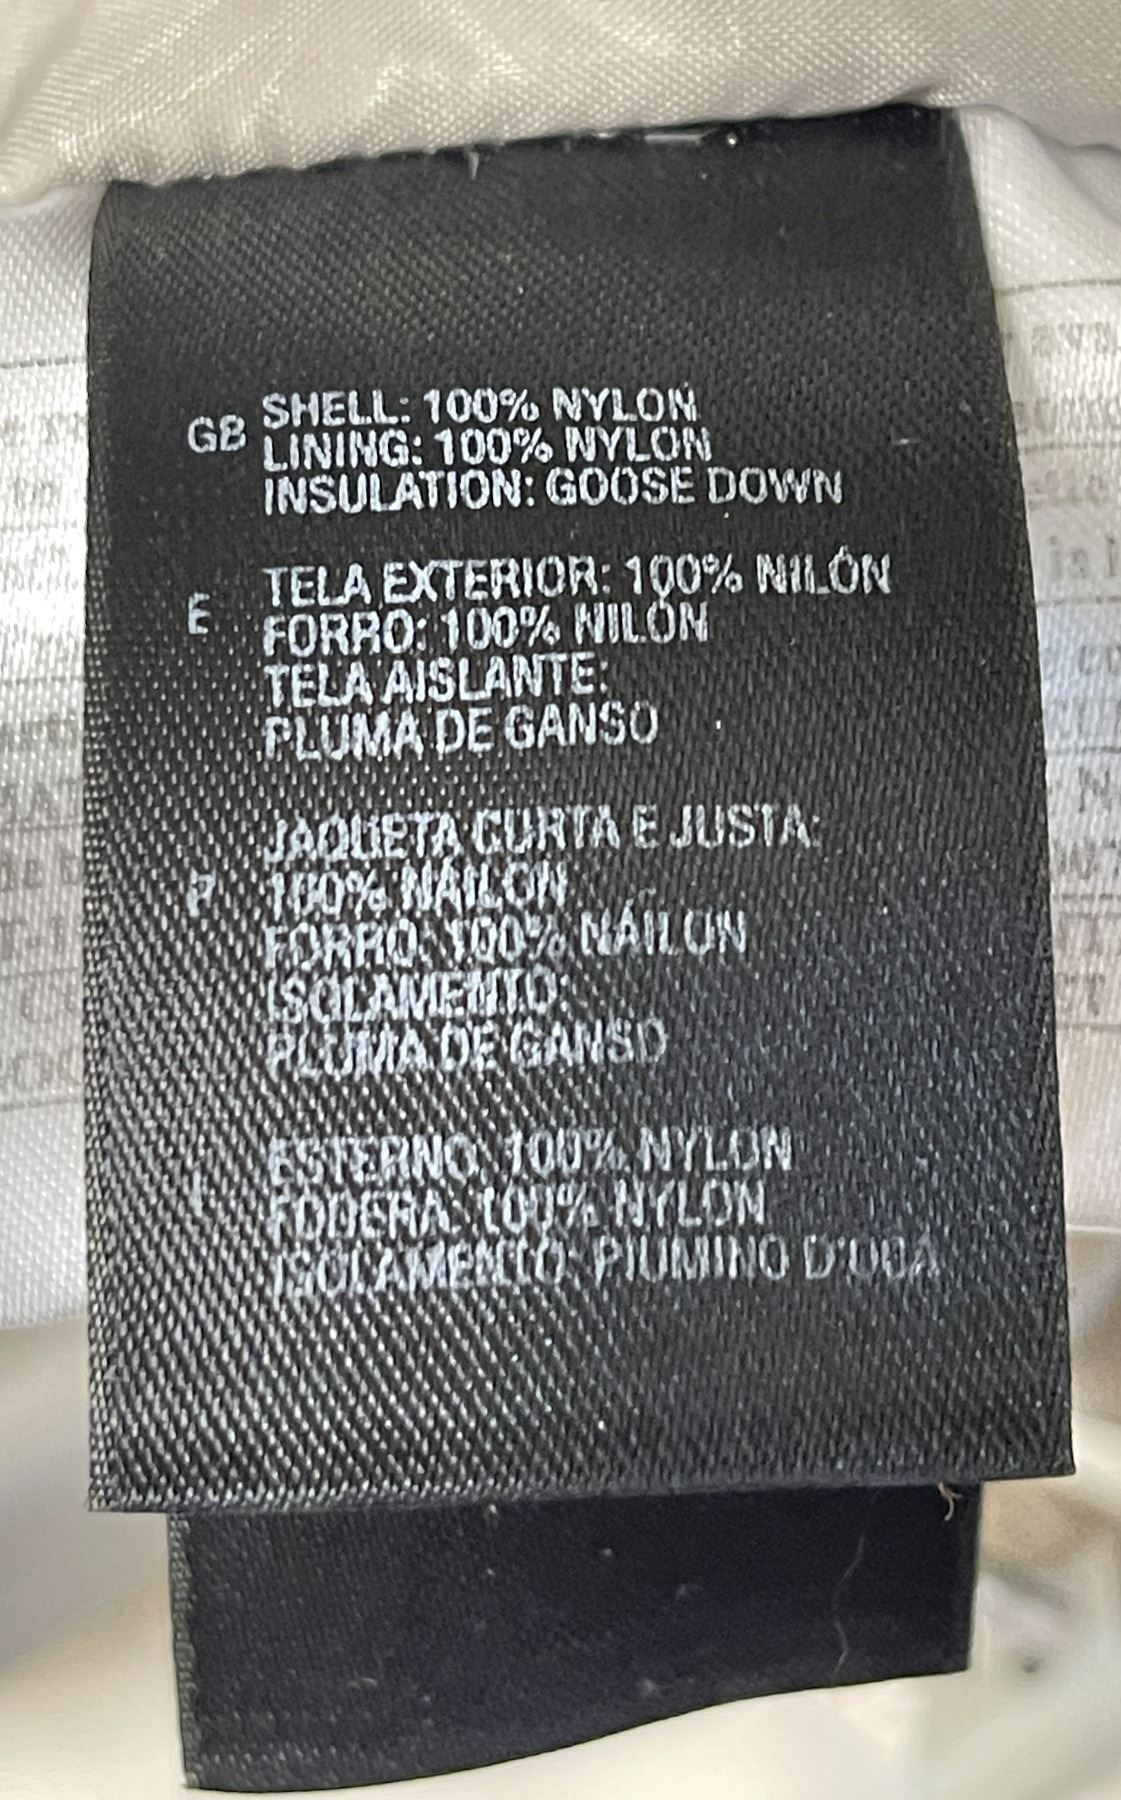 GB SHELL: 100% NYLON
LINING: 100% NYLON
INSULATION: GOOSE DOWN
E TELA EXTERIOR: 100% NILÓN
FORRO: 100% NILÓN
TELA AISLANTE:
PLUMA DE GANSO
JAQUETA CURTA E JUSTA:
P 100% NÁILON
FORRO: 100% NÁILON
ISOLAMENTO:
PLUMA DE GANSO
ESTERNO: 100% NYLON
I FODERA: 100% NYLON
ISOLAMENTO: PIUMINO D'OCA